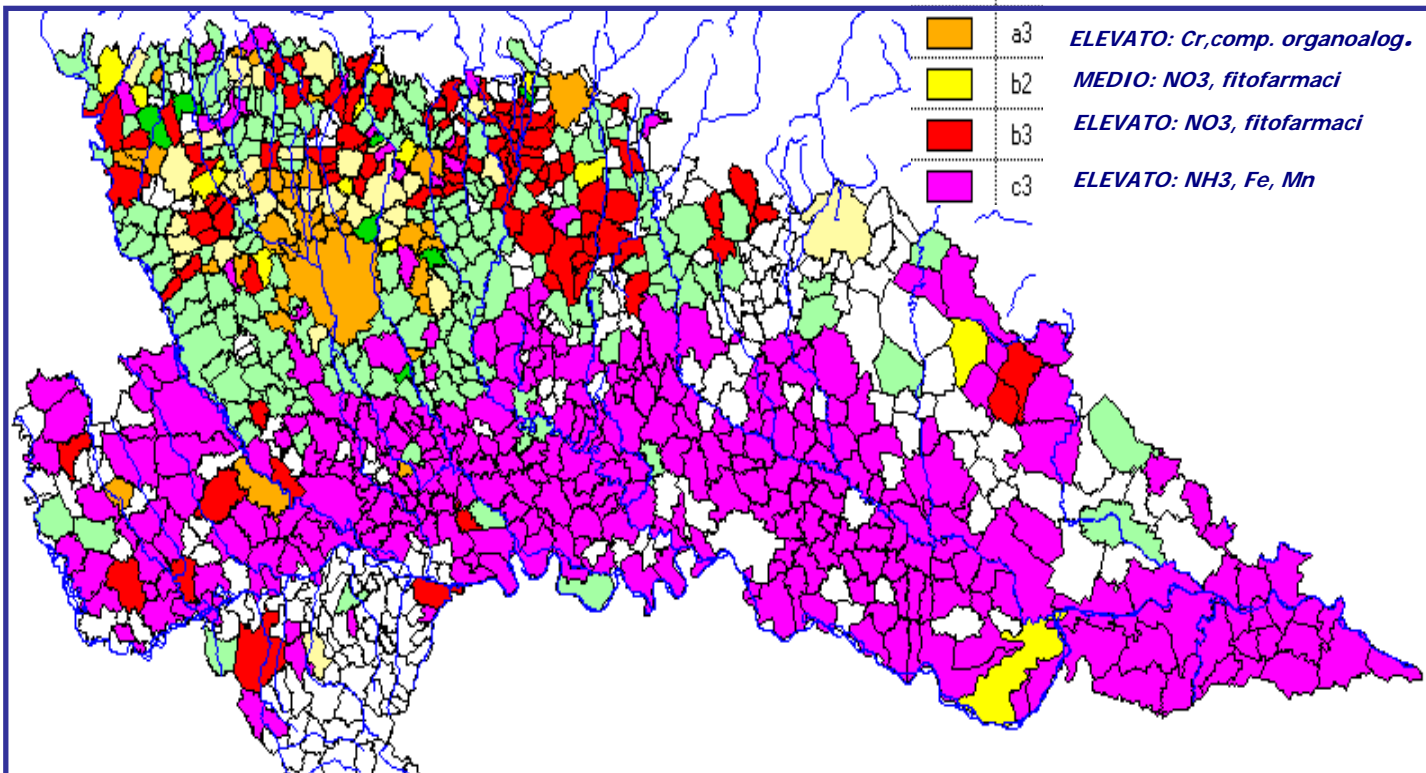 a3 ELEVATO: Cr,comp. organoalog.
b2 MEDIO: NO3, fitofarmaci
b3 ELEVATO: NO3, fitofarmaci
c3 ELEVATO: NH3, Fe, Mn